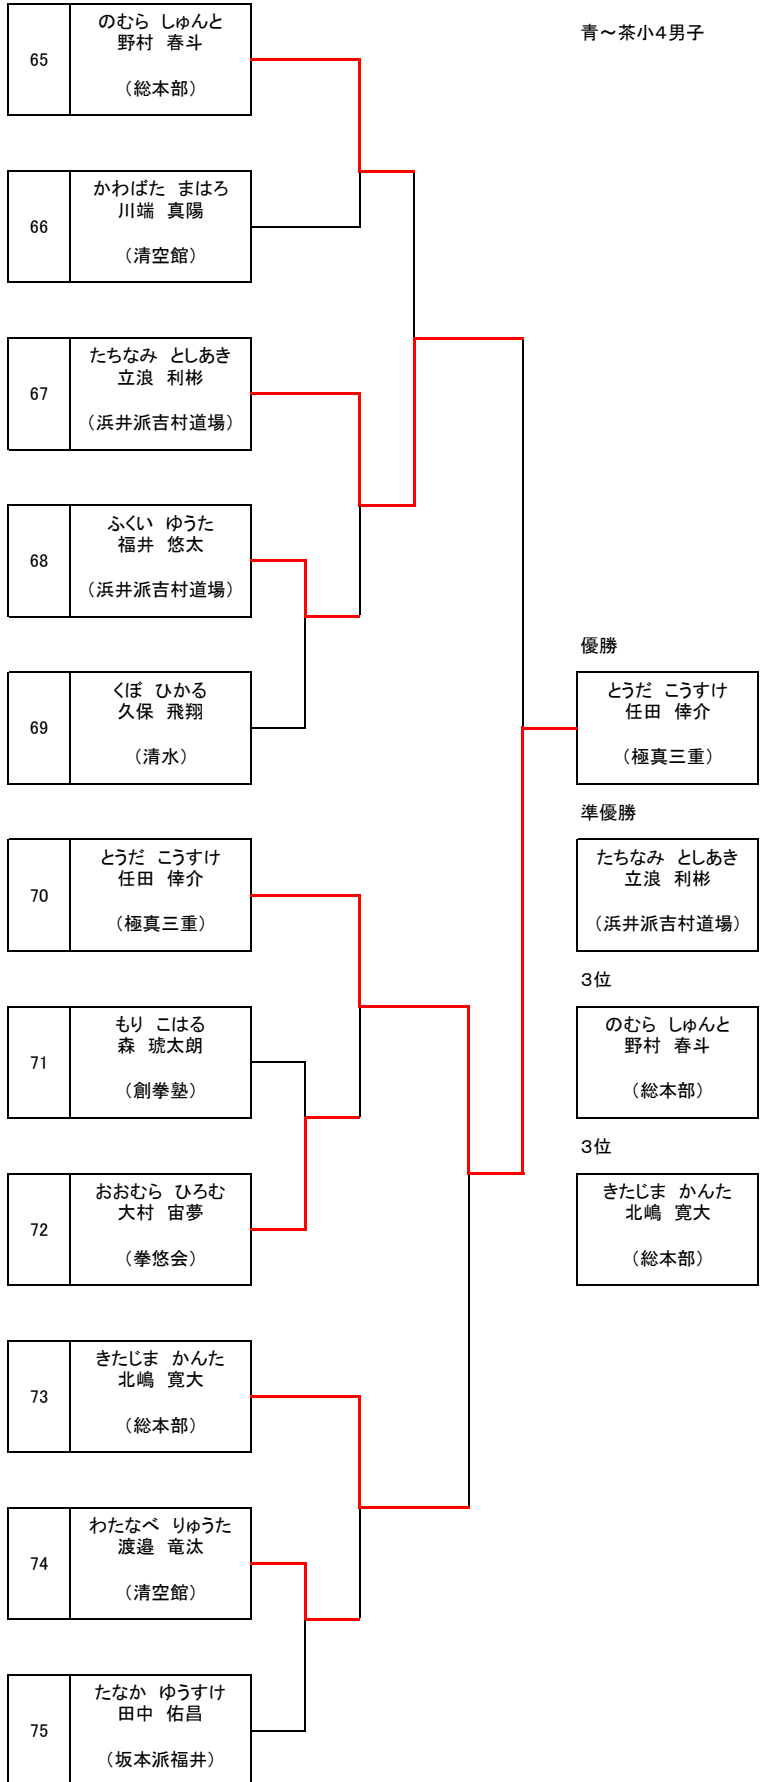 青～茶小4男子
65
のむら しゅんと
野村 春斗
（総本部）
66
かわばた まはろ
川端 真陽
（清空館）
67
たちなみ としあき
立浪 利彬
（浜井派吉村道場）
68
ふくい ゆうた
福井 悠太
（浜井派吉村道場）
69
くぼ ひかる
久保 飛翔
（清水）
70
とうだ こうすけ
任田 倖介
（極真三重）
71
もり こはる
森 琥太朗
（創拳塾）
72
おおむら ひろむ
大村 宙夢
（拳悠会）
73
きたじま かんた
北嶋 寛大
（総本部）
74
わたなべ りゅうた
渡邉 竜汰
（清空館）
75
たなか ゆうすけ
田中 佑昌
（坂本派福井）
優勝
とうだ こうすけ
任田 倖介
（極真三重）
準優勝
たちなみ としあき
立浪 利彬
（浜井派吉村道場）
3位
のむら しゅんと
野村 春斗
（総本部）
3位
きたじま かんた
北嶋 寛大
（総本部）